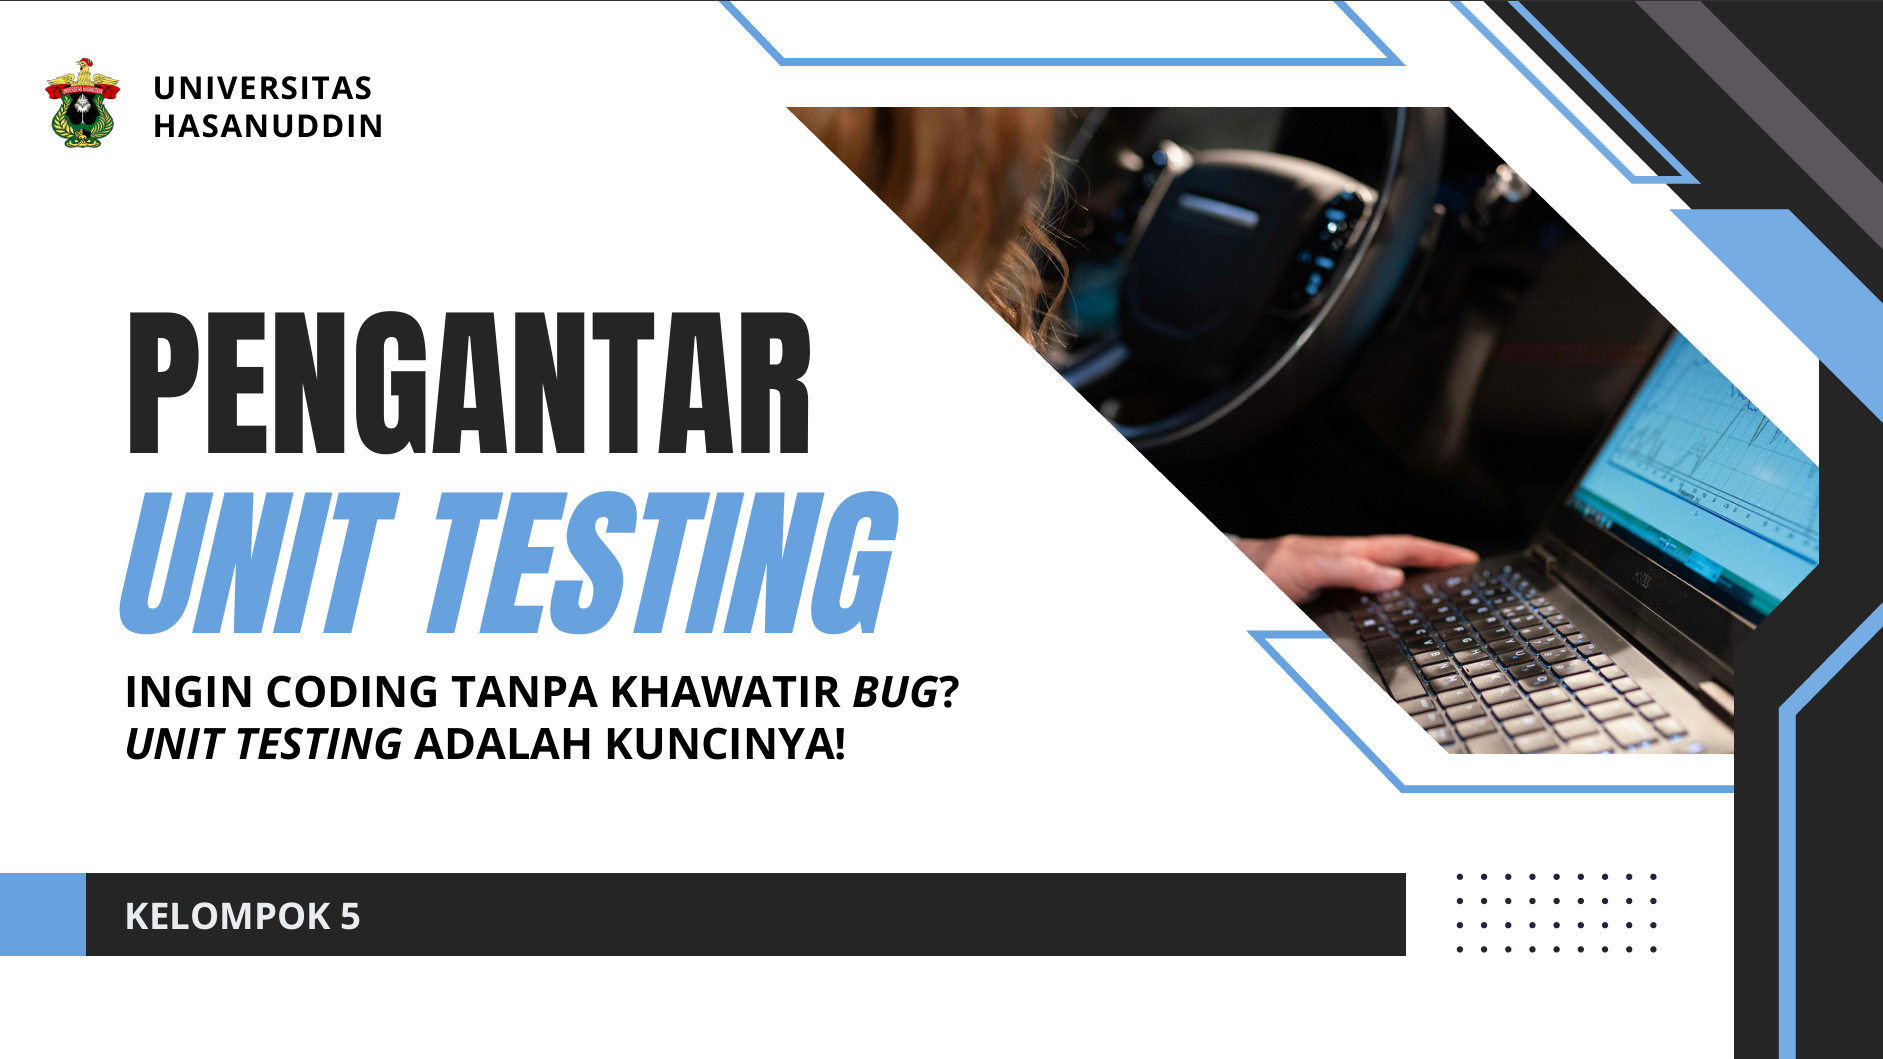 UNIVERSITAS
HASANUDDIN
PENGANTAR
UNIT TESTING
INGIN CODING TANPA KHAWATIR BUG?
UNIT TESTING ADALAH KUNCINYA!
KELOMPOK 5